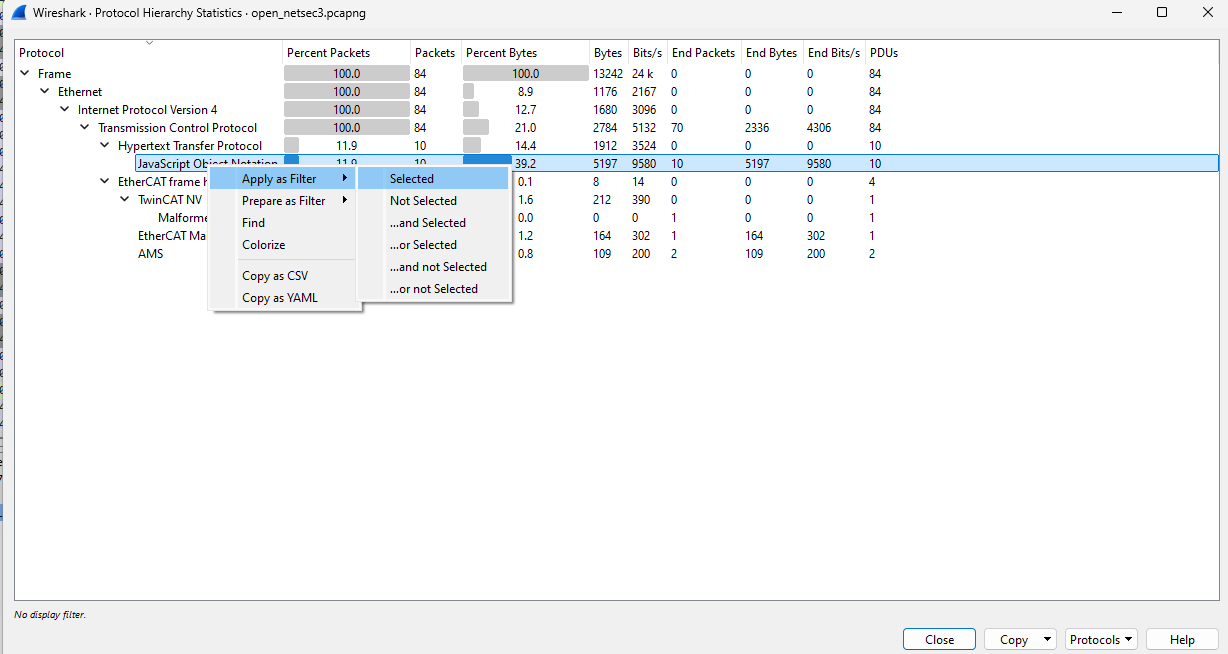 Wireshark · Protocol Hierarchy Statistics · open_netsec3.pcapng
Protocol Percent Packets Packets Percent Bytes Bytes Bits/s End Packets End Bytes End Bits/s PDUs
Frame 100.0 84 100.0 13242 24 k 0 0 0 84
Ethernet 100.0 84 8.9 1176 2167 0 0 0 84
Internet Protocol Version 4 100.0 84 12.7 1680 3096 0 0 0 84
Transmission Control Protocol 100.0 84 21.0 2784 5132 70 2336 4306 84
Hypertext Transfer Protocol 11.9 10 14.4 1912 3524 0 0 0 10
JavaScript Object Notation 11.9 10 39.2 5197 9580 10 5197 9580 10
EtherCAT frame 0.1 8 14 0 0 0 4
TwinCAT NV 1.6 212 390 0 0 0 1
0.0 0 0 1 0 0 1
EtherCAT 1.2 164 302 1 164 302 1
AMS 0.8 109 200 2 109 200 2
Apply as Filter
Prepare as Filter
Find
Colorize
Copy as CSV
Copy as YAML
Selected
Not Selected
...and Selected
...or Selected
...and not Selected
...or not Selected
No display filter.
Close Copy Protocols Help